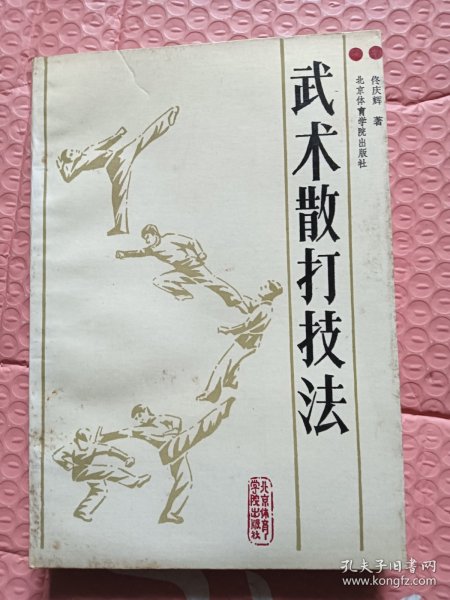 武术散打技法
佟庆辉 著
北京体育学院出版社
北京体育
学院出版社
孔夫子旧书网
www.kongfz.com